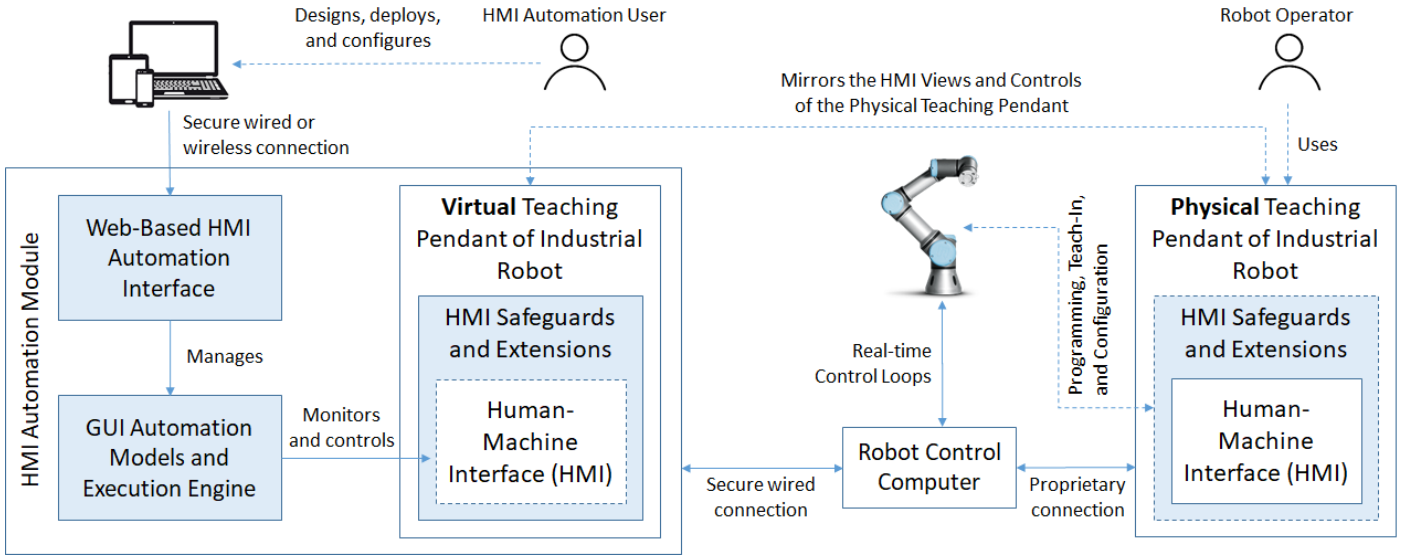 Designs, deploys,
and configures
HMI Automation User
Robot Operator
Mirrors the HMI Views and Controls
of the Physical Teaching Pendant
Secure wired or
wireless connection
Uses
HMI Automation Module
Web-Based HMI
Automation
Interface
Manages
GUI Automation
Models and
Execution Engine
Monitors
and controls
Virtual Teaching
Pendant of Industrial
Robot
HMI Safeguards
and Extensions
Human-
Machine
Interface (HMI)
Secure wired
connection
Real-time
Control Loops
Robot Control
Computer
Proprietary
connection
Programming, Teach-In,
and Configuration
Physical Teaching
Pendant of Industrial
Robot
HMI Safeguards
and Extensions
Human-
Machine
Interface (HMI)